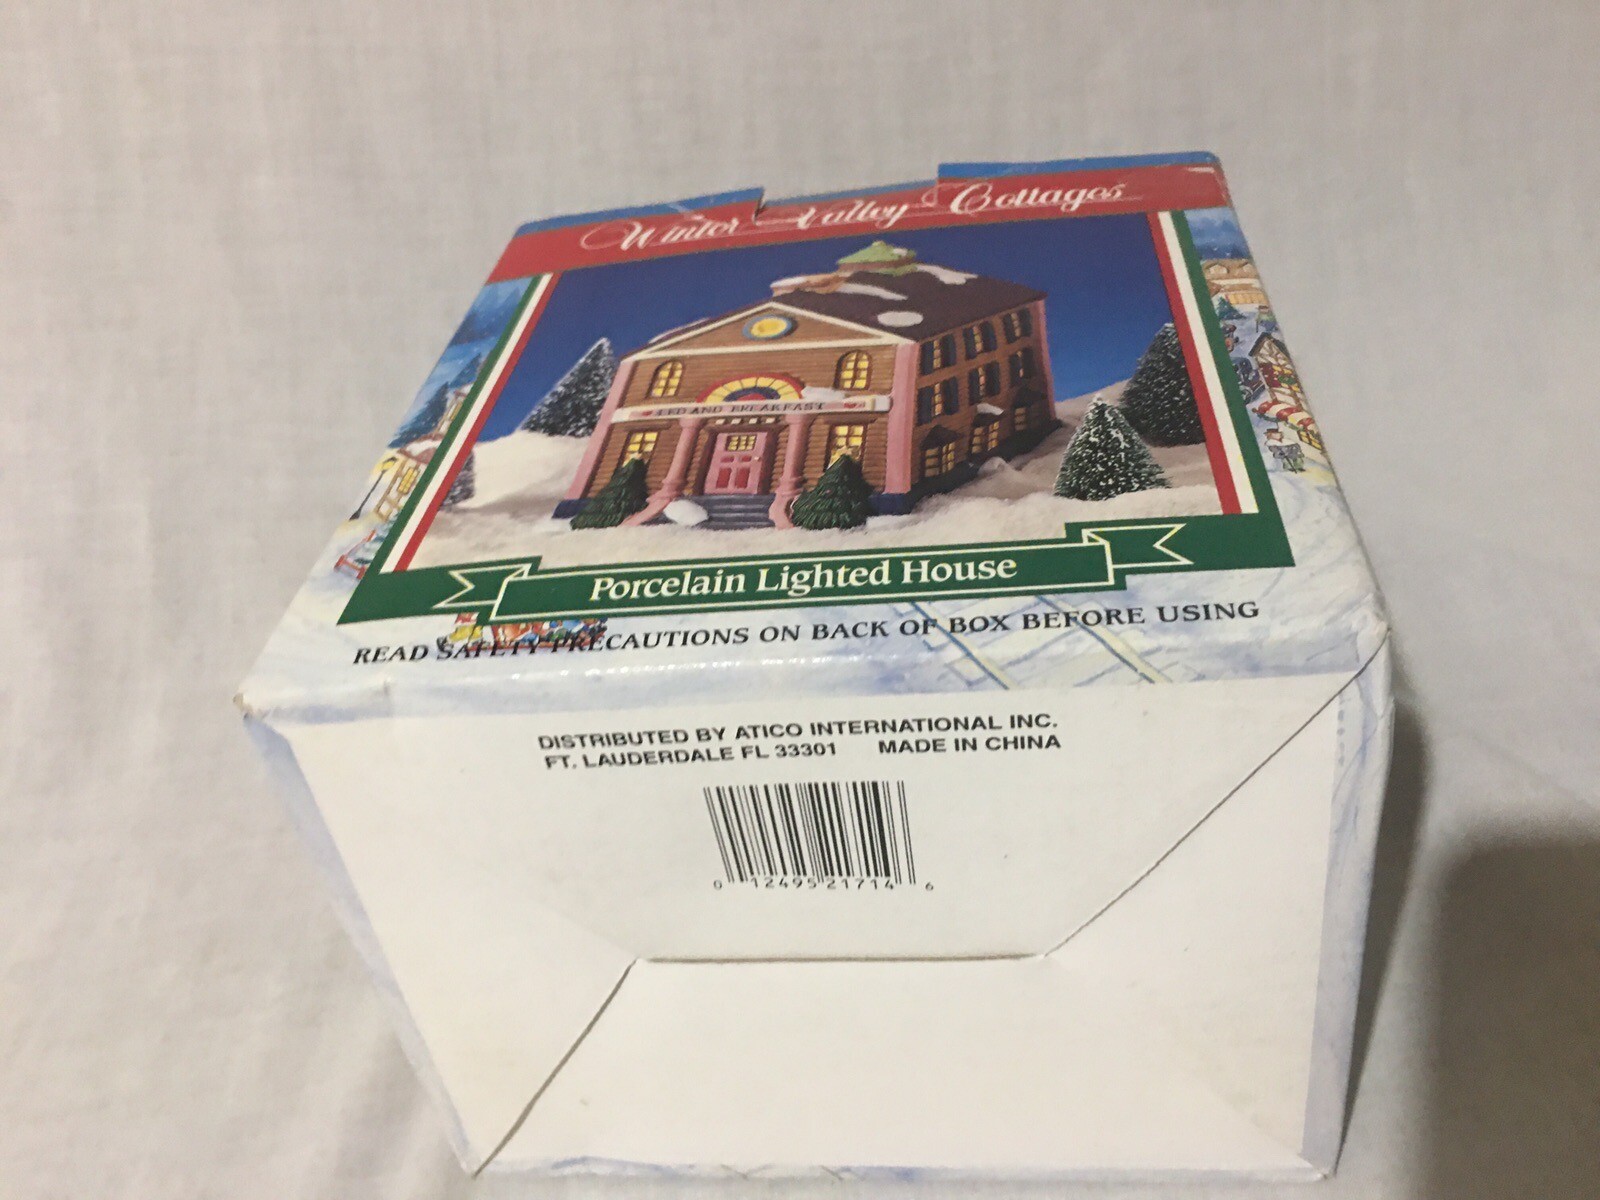 Winter Valley Cottages
BED AND BREAKFAST
Porcelain Lighted House
READ SAFETY PRECAUTIONS ON BACK OF BOX BEFORE USING
DISTRIBUTED BY ATICO INTERNATIONAL INC.
FT. LAUDERDALE FL 33301 MADE IN CHINA
0 12495 21714 6